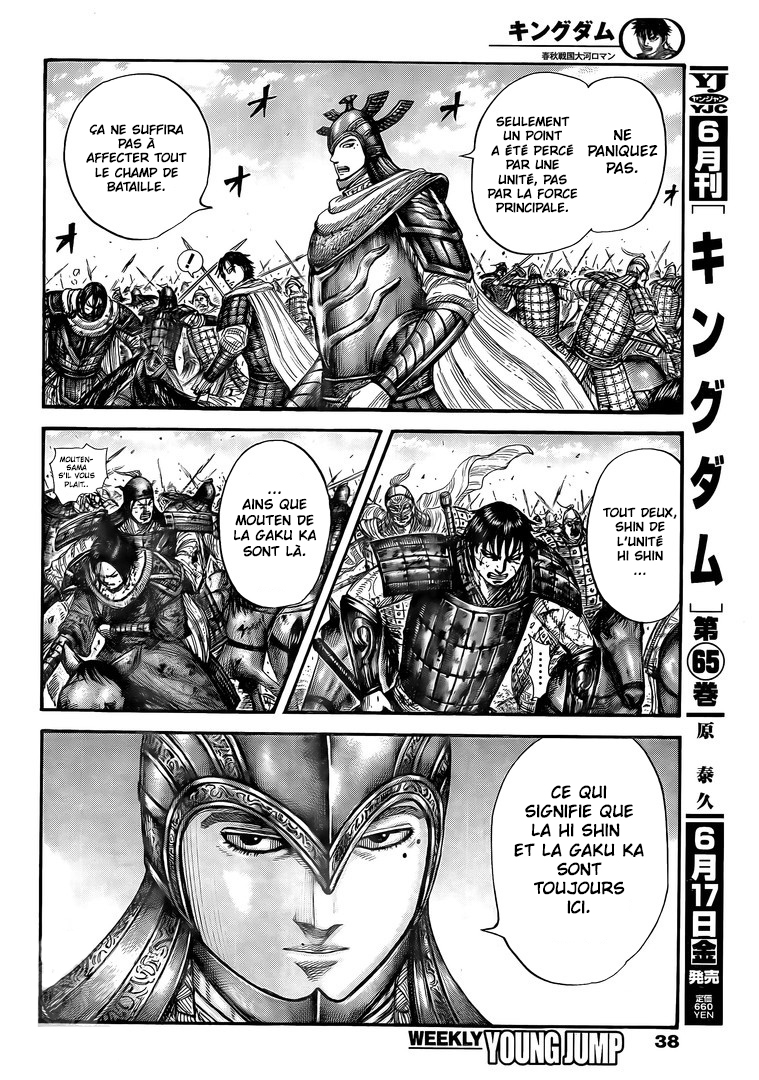 キングダム
春秋戦国大河ロマン
NE
PANIQUEZ
PAS.
SEULEMENT
UN POINT
A ÉTÉ PERCÉ
PAR UNE
UNITÉ, PAS
PAR LA FORCE
PRINCIPALE.
ÇA NE SUFFIRA
PAS À
AFFECTER TOUT
LE CHAMP DE
BATAILLE.
!
TOUT DEUX,
SHIN DE
L'UNITÉ
HI SHIN
...
...
AINS QUE
MOUTEN DE
LA GAKU KA
SONT LÀ.
MOUTEN-
SAMA
S'IL VOUS
PLAIT..
CE QUI
SIGNIFIE QUE
LA HI SHIN
ET LA GAKU KA
SONT
TOUJOURS
ICI.
YJ
ヤンジャン
YJC
6月刊
[キングダム]
第65巻
原泰久
6月17日金
発売
定価
660
YEN
WEEKLY YOUNG JUMP
38